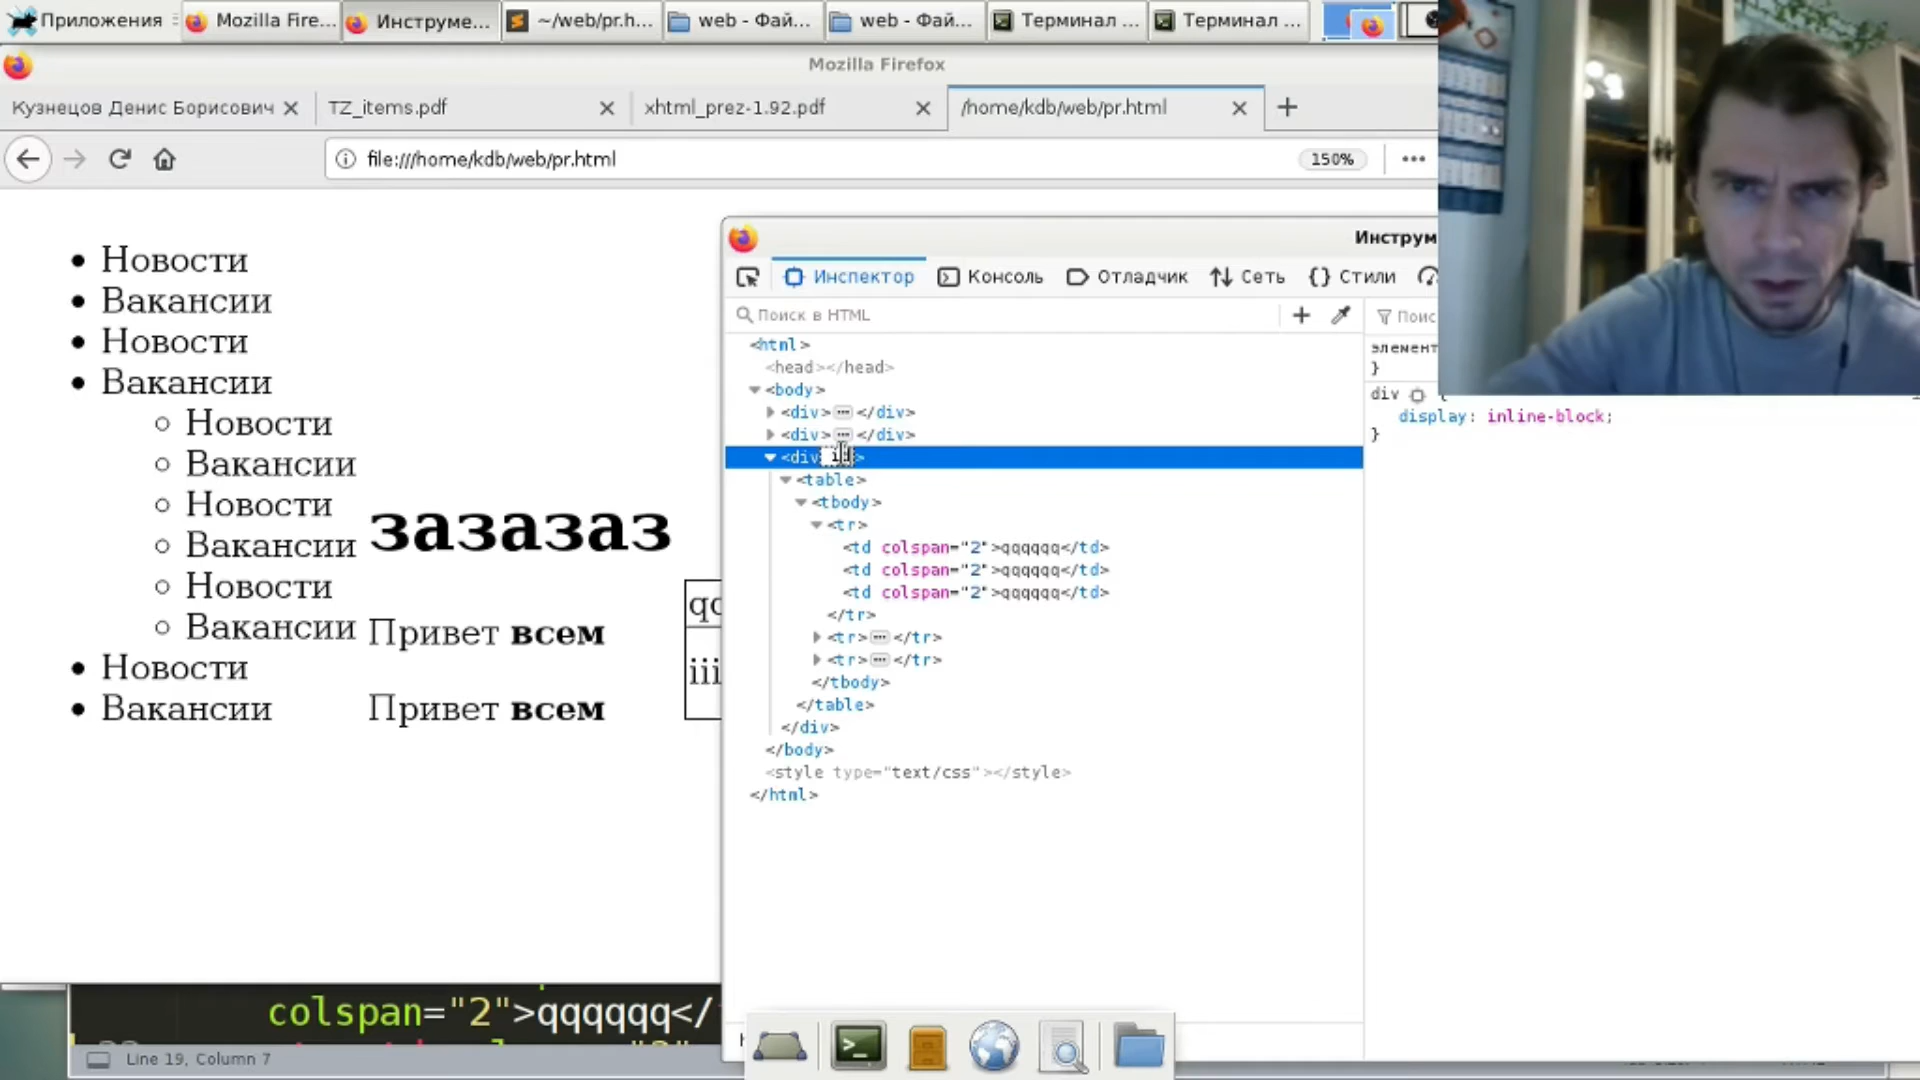 Приложения
Mozilla Fire...
Инструме...
~/web/pr.h...
web - Фай...
web - Фай...
Терминал ...
Терминал ...
Mozilla Firefox
Кузнецов Денис Борисович
TZ_items.pdf
xhtml_prez-1.92.pdf
/home/kdb/web/pr.html
file:///home/kdb/web/pr.html
150%
Новости
Вакансии
Новости
Вакансии
Новости
Вакансии
Новости
Вакансии
Новости
Вакансии
Новости
Вакансии
зазазаз
Привет всем
Привет всем
iii
Инструм
Инспектор
Консоль
Отладчик
Сеть
{} Стили
Поиск в HTML
<html>
<head></head>
<body>
<div>...</div>
<div>...</div>
<div
<table>
<tbody>
<tr>
<td colspan="2">qqqqqq</td>
<td colspan="2">qqqqqq</td>
<td colspan="2">qqqqqq</td>
</tr>
<tr>...</tr>
<tr>...</tr>
</tbody>
</table>
</div>
</body>
<style type="text/css"></style>
</html>
Поис
элемент
}
div {
display: inline-block;
}
colspan="2">qqqqqq</
Line 19, Column 7